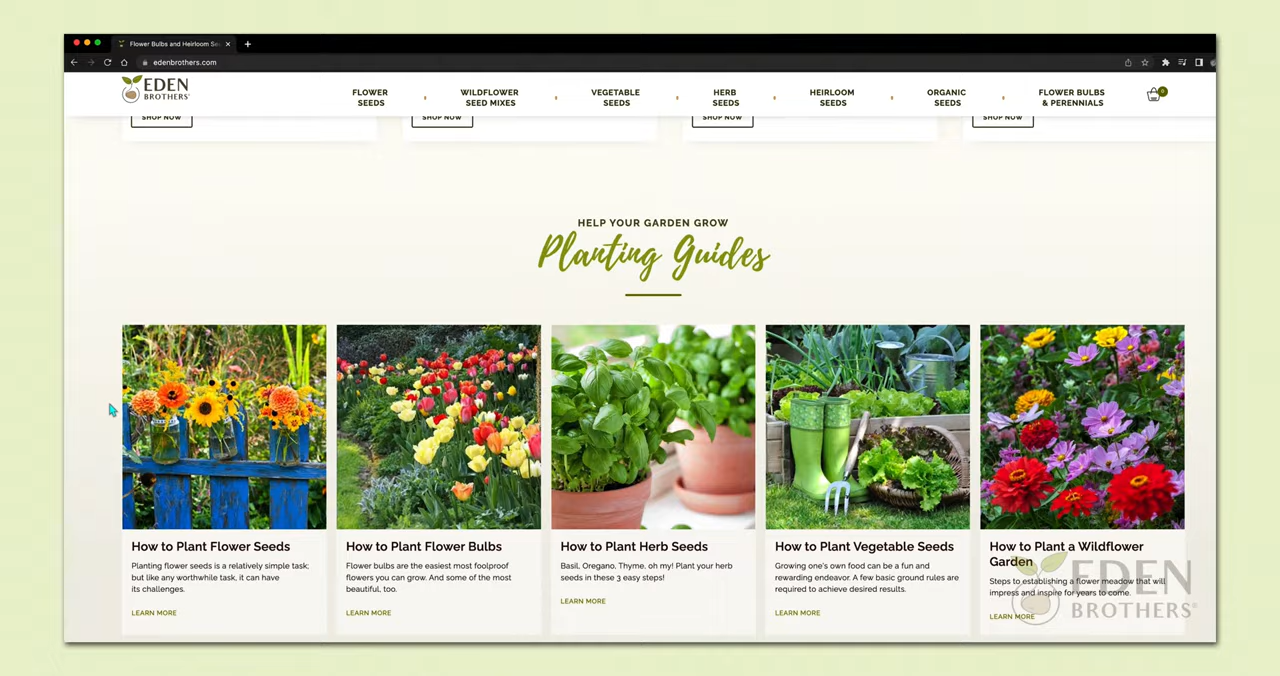 Flower Bulbs and Heirloom Se
edenbrothers.com
EDEN
BROTHERS®
FLOWER
SEEDS
WILDFLOWER
SEED MIXES
VEGETABLE
SEEDS
HERB
SEEDS
HEIRLOOM
SEEDS
ORGANIC
SEEDS
FLOWER BULBS
& PERENNIALS
0
SHOP NOW
SHOP NOW
SHOP NOW
SHOP NOW
HELP YOUR GARDEN GROW
Planting Guides
How to Plant Flower Seeds
Planting flower seeds is a relatively simple task;
but like any worthwhile task, it can have
its challenges.
LEARN MORE
How to Plant Flower Bulbs
Flower bulbs are the easiest most foolproof
flowers you can grow. And some of the most
beautiful, too.
LEARN MORE
How to Plant Herb Seeds
Basil, Oregano, Thyme, oh my! Plant your herb
seeds in these 3 easy steps!
LEARN MORE
How to Plant Vegetable Seeds
Growing one's own food can be a fun and
rewarding endeavor. A few basic ground rules are
required to achieve desired results.
LEARN MORE
How to Plant a Wildflower
Garden
Steps to establishing a flower meadow that will
impress and inspire for years to come.
LEARN MORE
EDEN
BROTHERS®